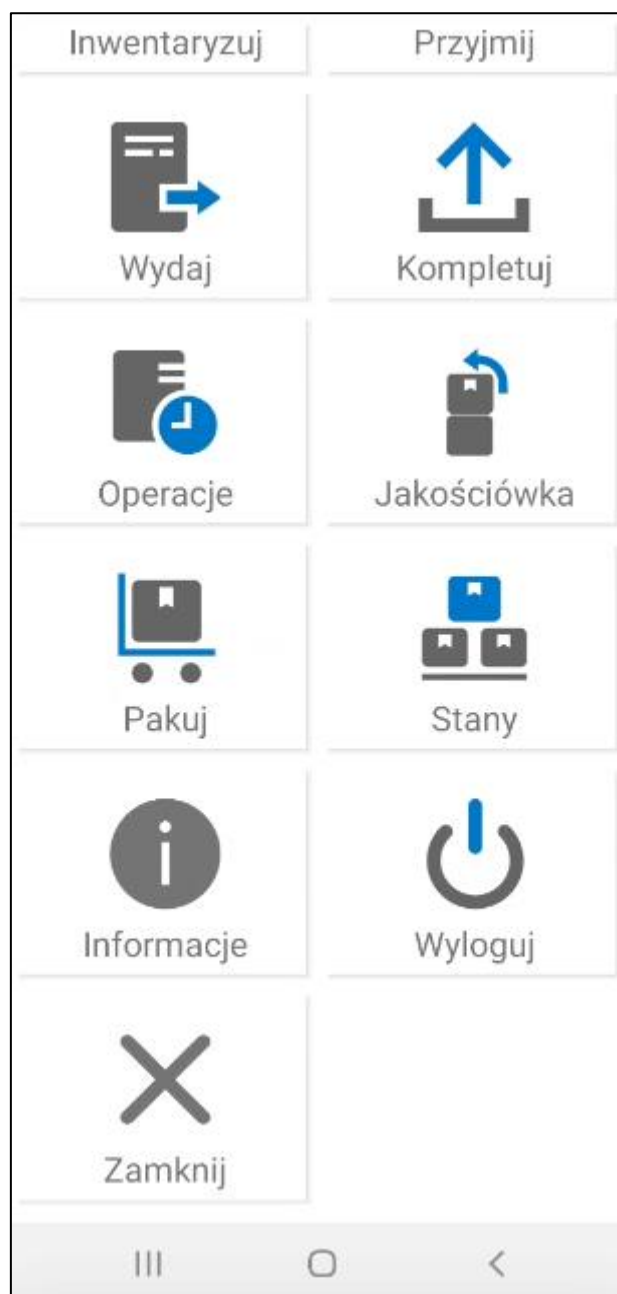 Inwentaryzuj Przyjmij
Wydaj Kompletuj
Operacje Jakościówka
Pakuj Stany
Informacje Wyloguj
Zamknij